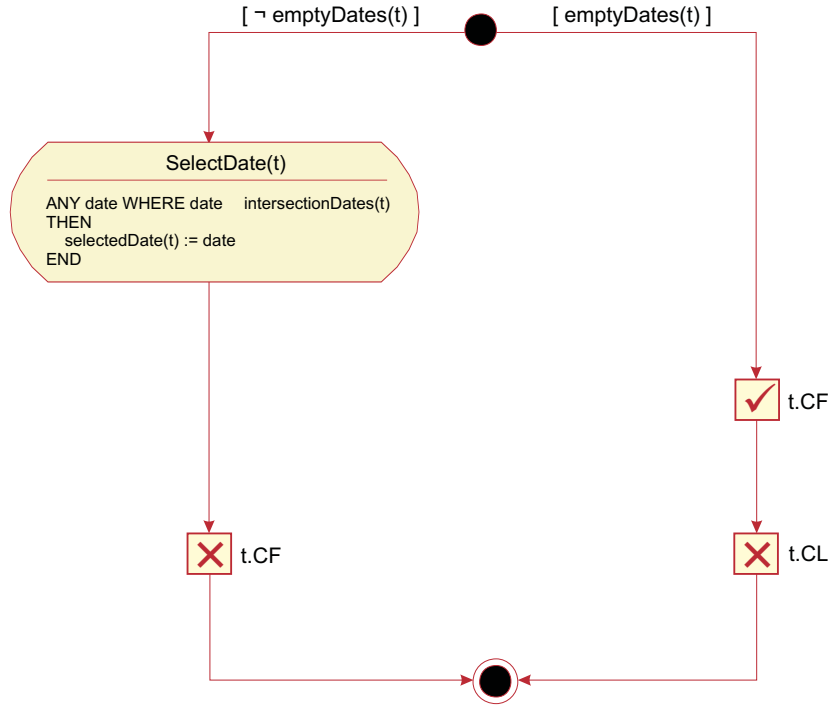 [ ¬ emptyDates(t) ]
[ emptyDates(t) ]
SelectDate(t)
ANY date WHERE date intersectionDates(t)
THEN
selectedDate(t) := date
END
t.CF
t.CF
t.CL